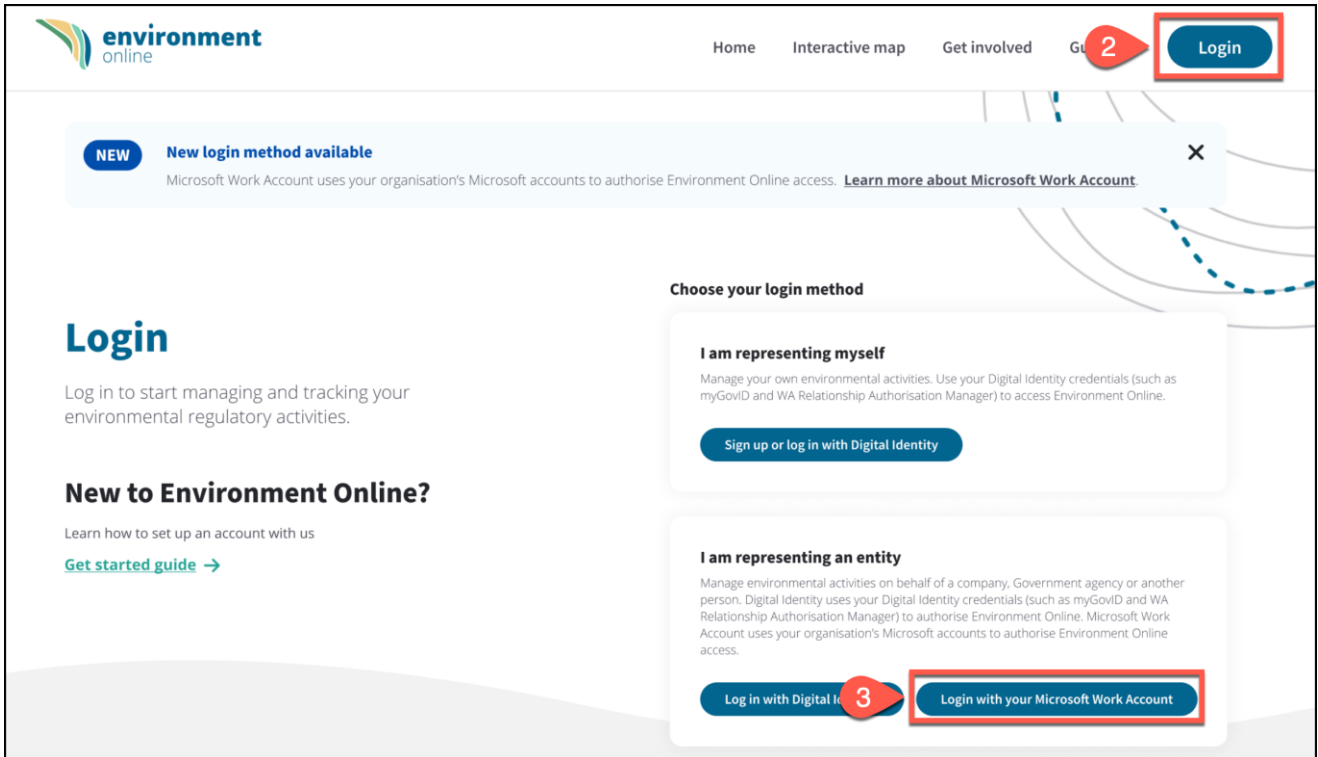 environment
online
Home Interactive map Get involved 2 Login
NEW New login method available
Microsoft Work Account uses your organisation's Microsoft accounts to authorise Environment Online access. Learn more about Microsoft Work Account.
Choose your login method
Login
Log in to start managing and tracking your
environmental regulatory activities.
New to Environment Online?
Learn how to set up an account with us
Get started guide →
I am representing myself
Manage your own environmental activities. Use your Digital Identity credentials (such as
myGovID and WA Relationship Authorisation Manager) to access Environment Online.
Sign up or log in with Digital Identity
I am representing an entity
Manage environmental activities on behalf of a company, Government agency or another
person. Digital Identity uses your Digital Identity credentials (such as myGovID and WA
Relationship Authorisation Manager) to authorise Environment Online. Microsoft Work
Account uses your organisation's Microsoft accounts to authorise Environment Online
access.
Log in with Digital 3 Login with your Microsoft Work Account